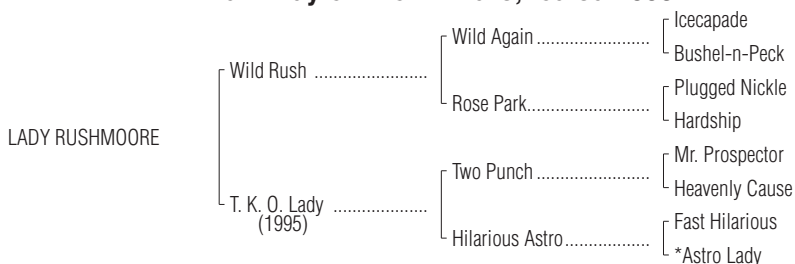 Icecapade
Wild Again
Bushel-n-Peck
Wild Rush
Plugged Nickle
Rose Park
Hardship
LADY RUSHMOORE
Mr. Prospector
Two Punch
Heavenly Cause
T. K. O. Lady
(1995)
Fast Hilarious
Hilarious Astro
*Astro Lady